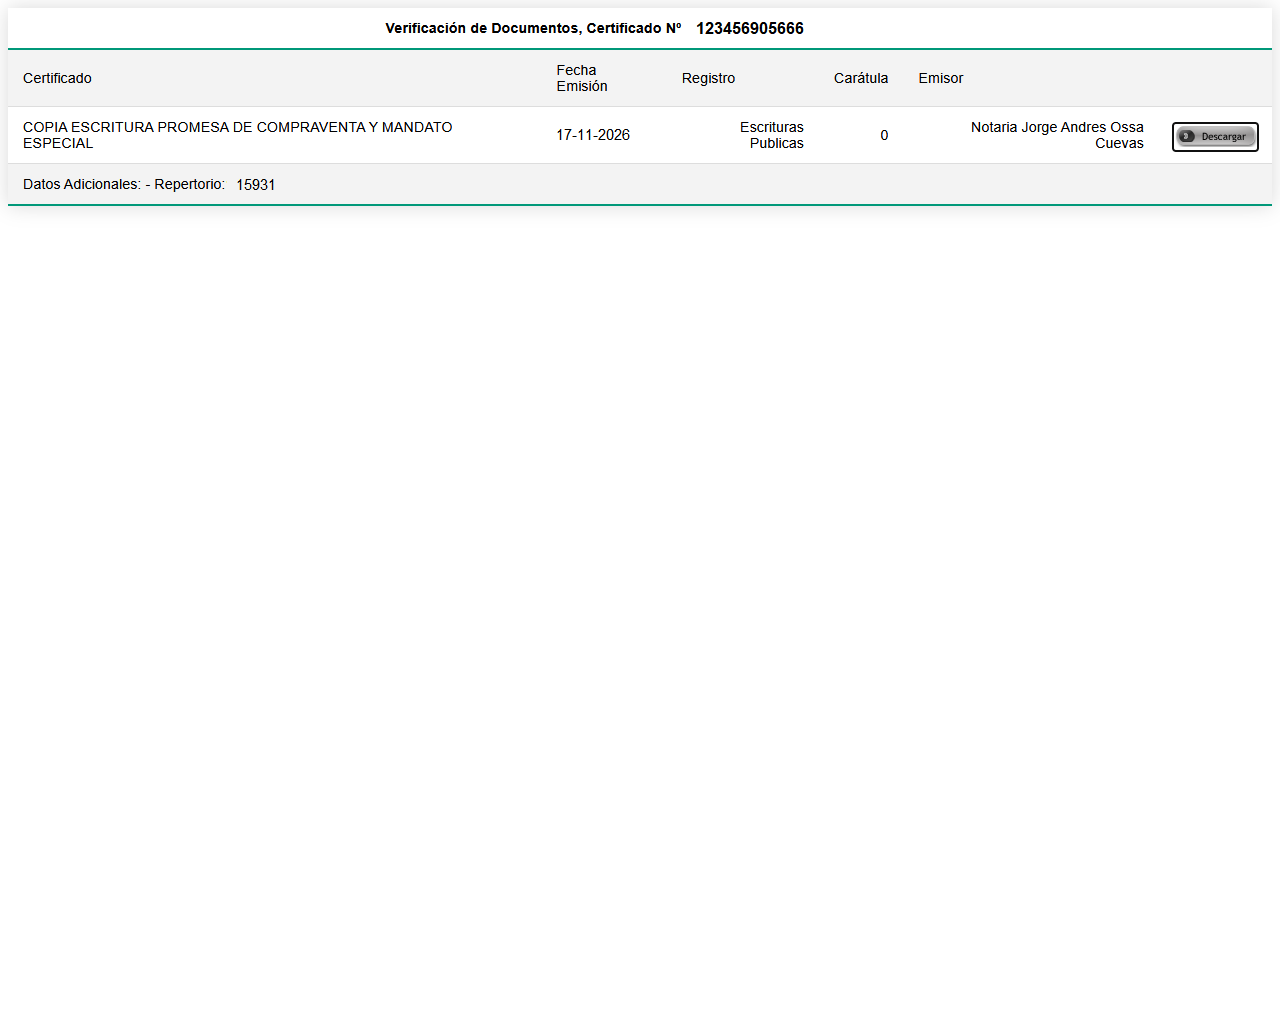 Verificación de Documentos, Certificado Nº 123456905666
Certificado Fecha Emisión Registro Carátula Emisor
COPIA ESCRITURA PROMESA DE COMPRAVENTA Y MANDATO ESPECIAL 17-11-2026 Escrituras Publicas 0 Notaria Jorge Andres Ossa Cuevas Descargar
Datos Adicionales: - Repertorio: 15931